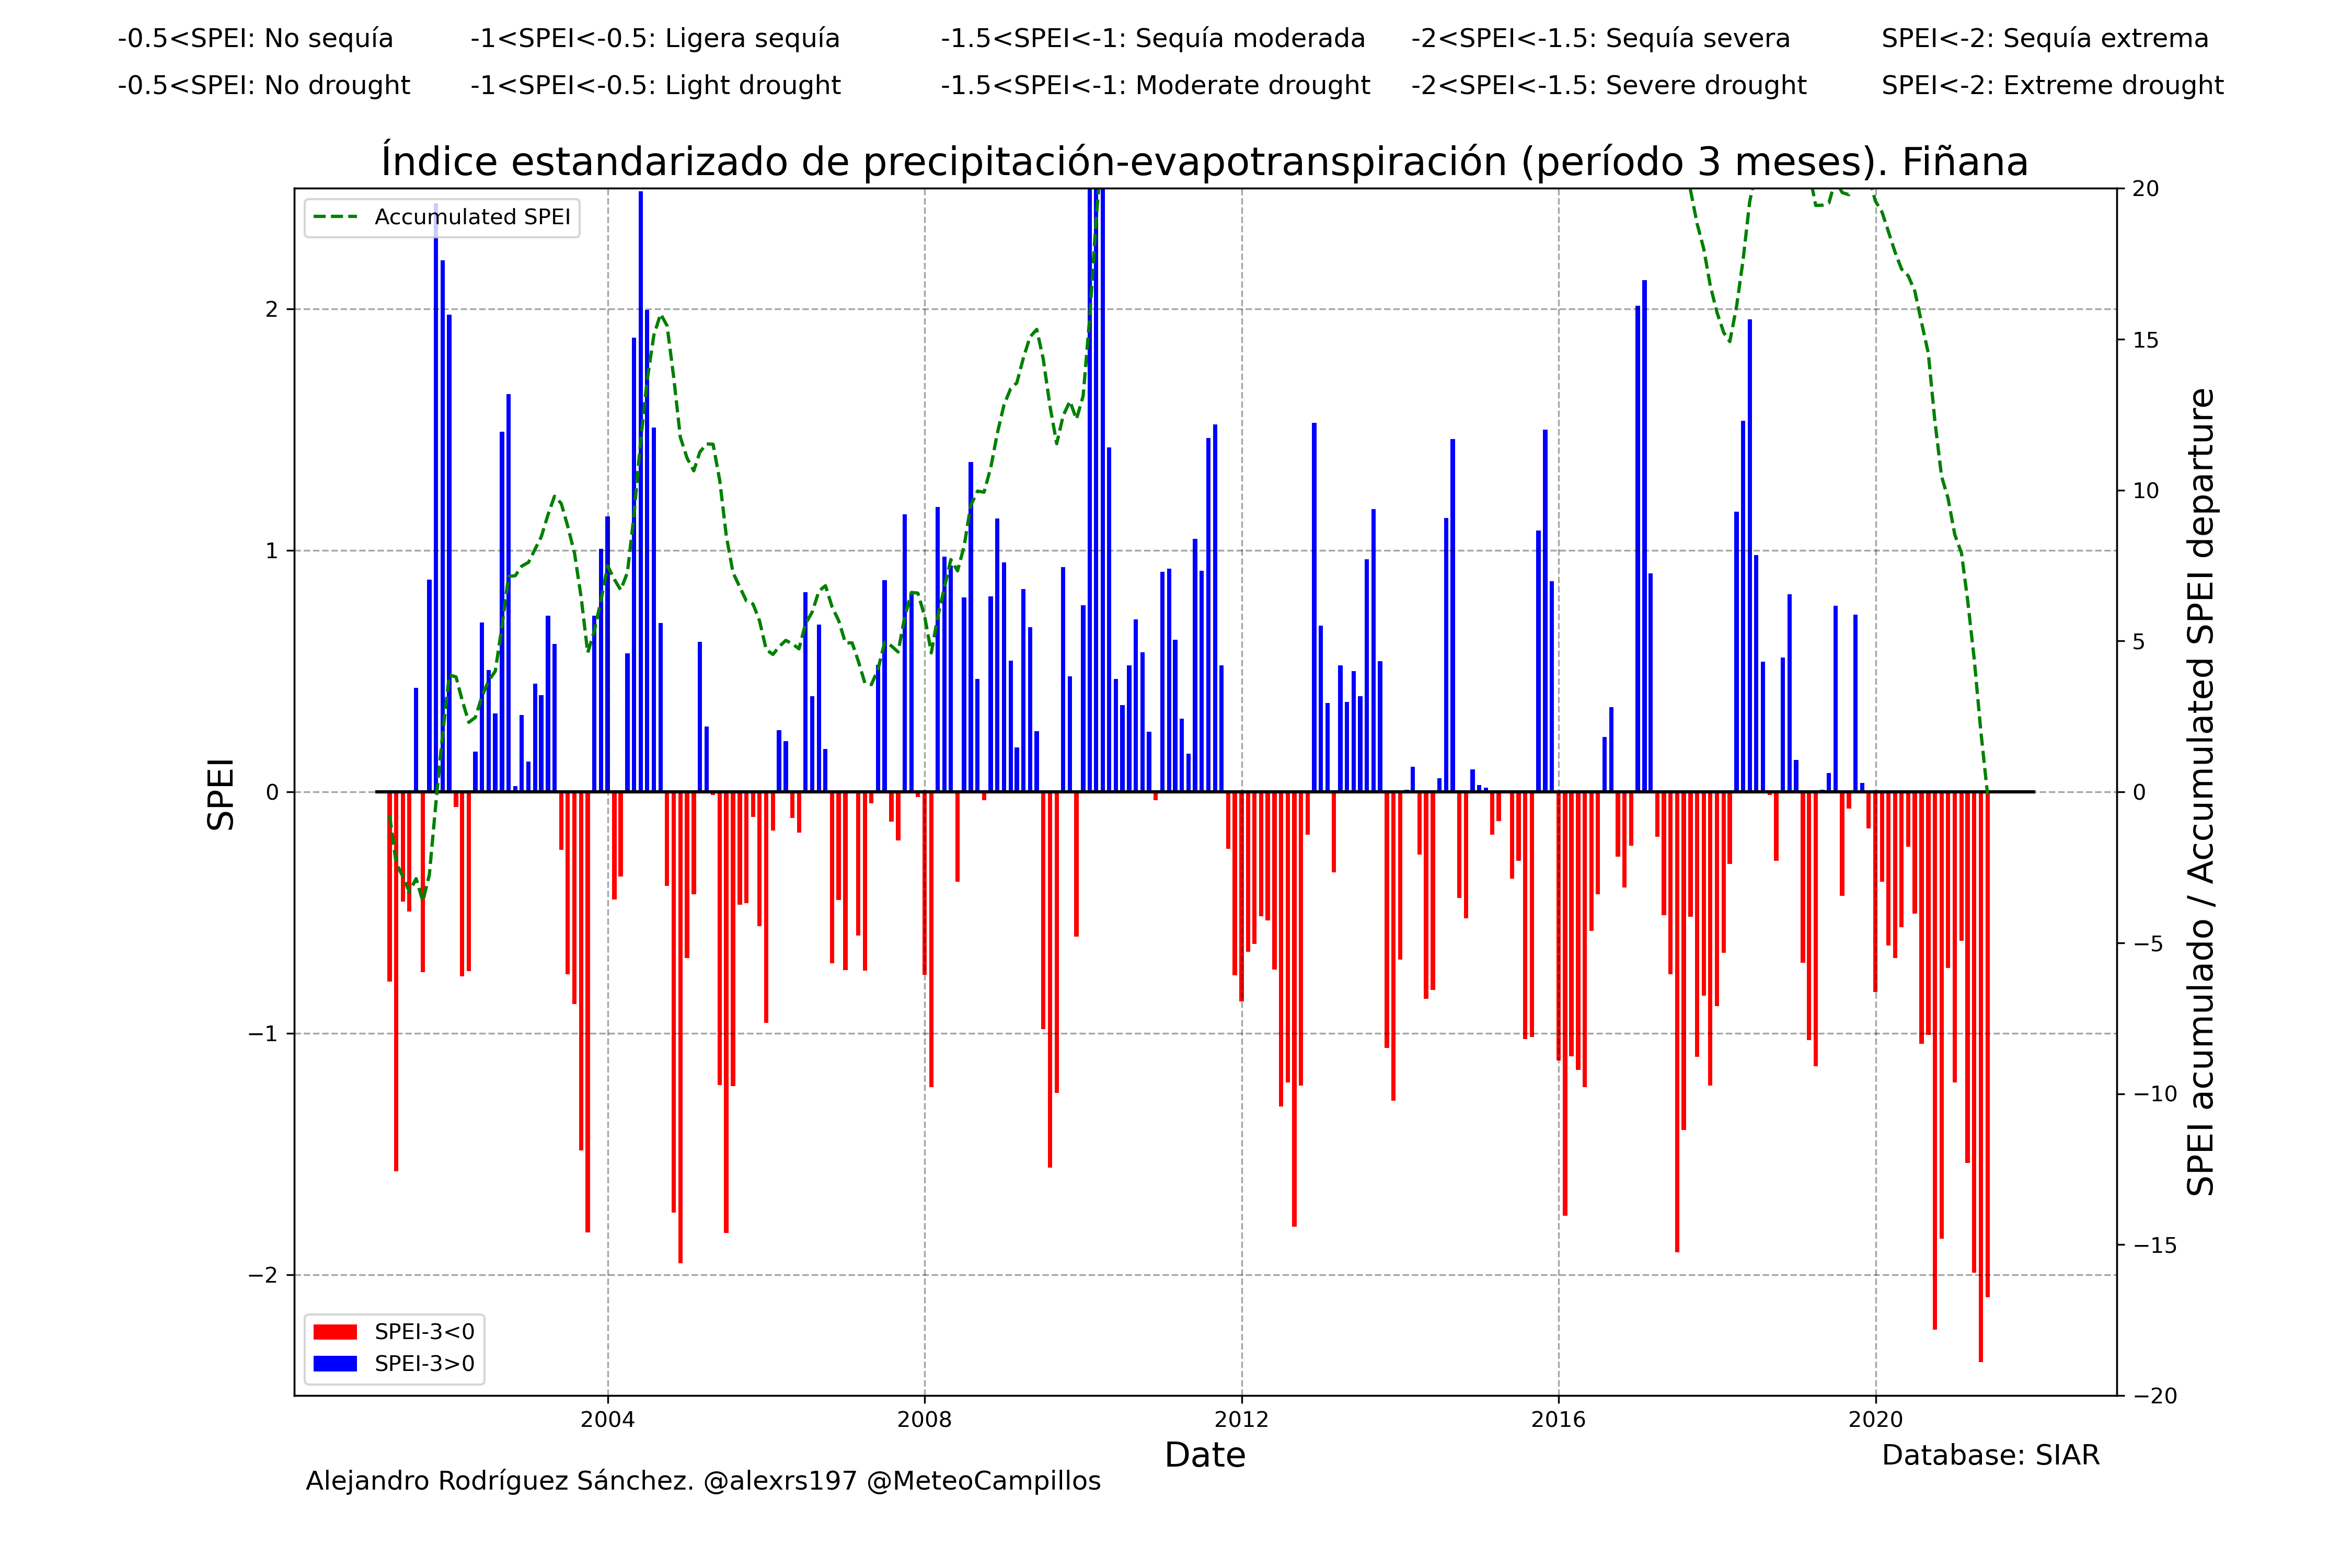 -0.5<SPEI: No sequía -1<SPEI<-0.5: Ligera sequía -1.5<SPEI<-1: Sequía moderada -2<SPEI<-1.5: Sequía severa SPEI<-2: Sequía extrema
-0.5<SPEI: No drought -1<SPEI<-0.5: Light drought -1.5<SPEI<-1: Moderate drought -2<SPEI<-1.5: Severe drought SPEI<-2: Extreme drought
Índice estandarizado de precipitación-evapotranspiración (período 3 meses). Fiñana
Accumulated SPEI
SPEI
2
1
0
−1
−2
20
15
10
5
0
−5
−10
−15
−20
SPEI acumulado / Accumulated SPEI departure
SPEI-3<0
SPEI-3>0
2004 2008 2012 2016 2020
Date
Database: SIAR
Alejandro Rodríguez Sánchez. @alexrs197 @MeteoCampillos